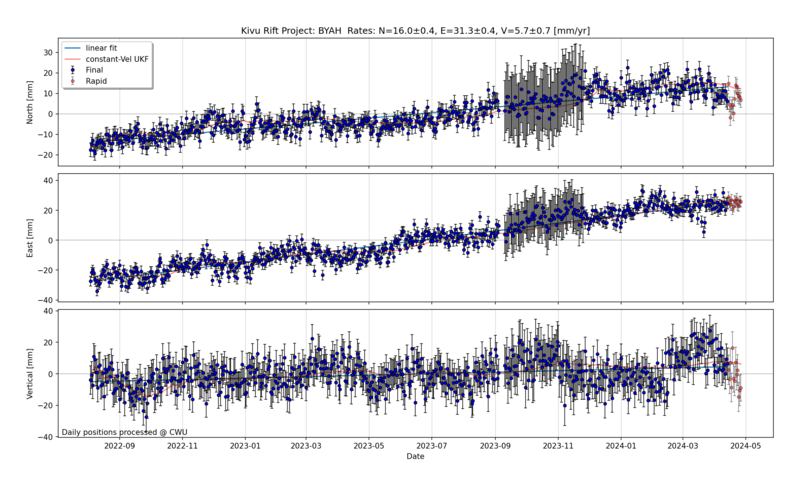 Kivu Rift Project: BYAH  Rates: N=16.0±0.4, E=31.3±0.4, V=5.7±0.7 [mm/yr]
linear fit
constant-Vel UKF
Final
Rapid
North [mm]
30
20
10
0
−10
−20
East [mm]
40
20
0
−20
−40
Vertical [mm]
40
20
0
−20
−40
Daily positions processed @ CWU
2022-09 2022-11 2023-01 2023-03 2023-05 2023-07 2023-09 2023-11 2024-01 2024-03 2024-05
Date